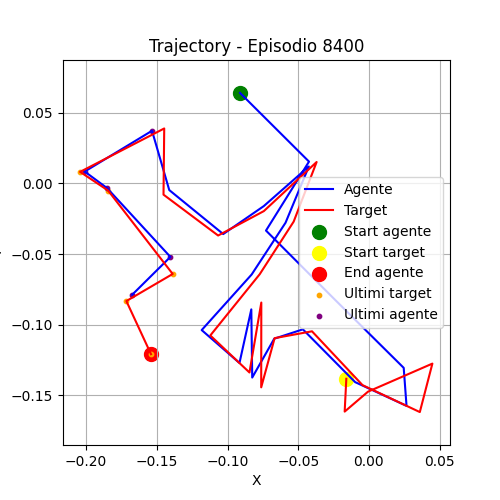 Trajectory - Episodio 8400
0.05
0.00
−0.05
−0.10
−0.15
−0.20
−0.15
−0.10
−0.05
0.00
0.05
X
Agente
Target
Start agente
Start target
End agente
Ultimi target
Ultimi agente